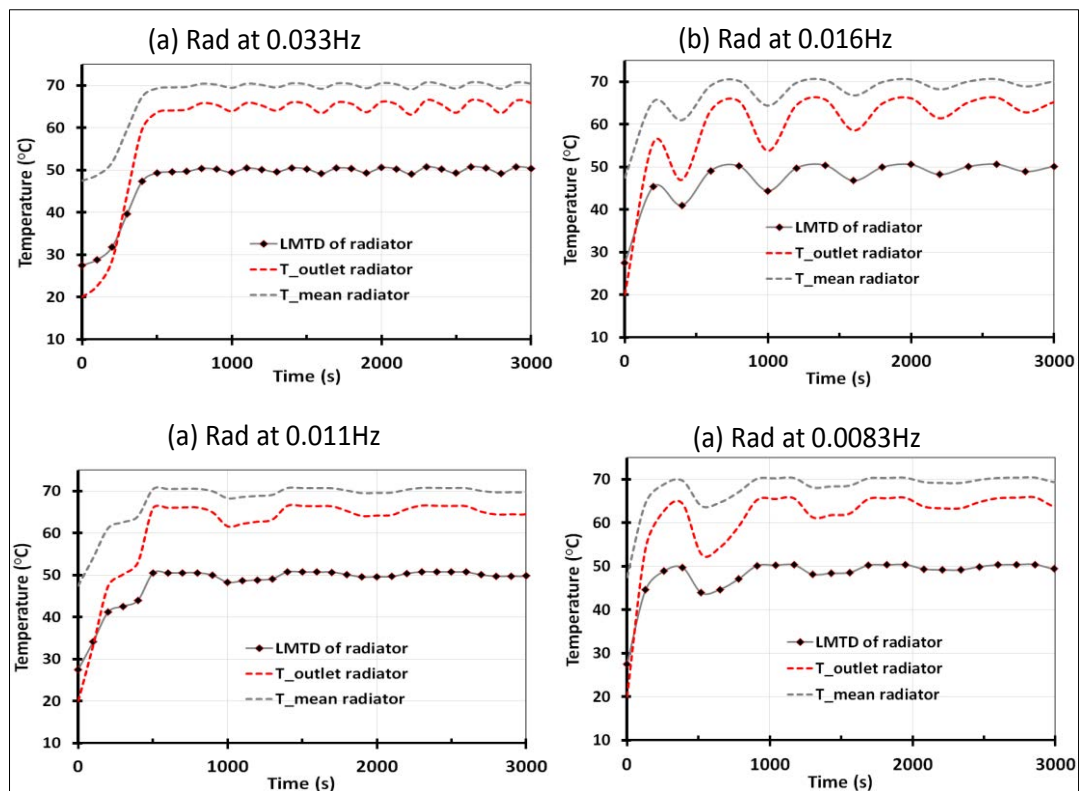 (a) Rad at 0.033Hz
Temperature (°C)
70
60
50
40
30
20
10
LMTD of radiator
T_outlet radiator
T_mean radiator
0 1000 2000 3000
Time (s)
(b) Rad at 0.016Hz
Temperature (°C)
70
60
50
40
30
20
10
LMTD of radiator
T_outlet radiator
T_mean radiator
0 1000 2000 3000
Time (s)
(a) Rad at 0.011Hz
Temperature (°C)
70
60
50
40
30
20
10
LMTD of radiator
T_outlet radiator
T_mean radiator
0 1000 2000 3000
Time (s)
(a) Rad at 0.0083Hz
Temperature (°C)
70
60
50
40
30
20
10
LMTD of radiator
T_outlet radiator
T_mean radiator
0 1000 2000 3000
Time (s)